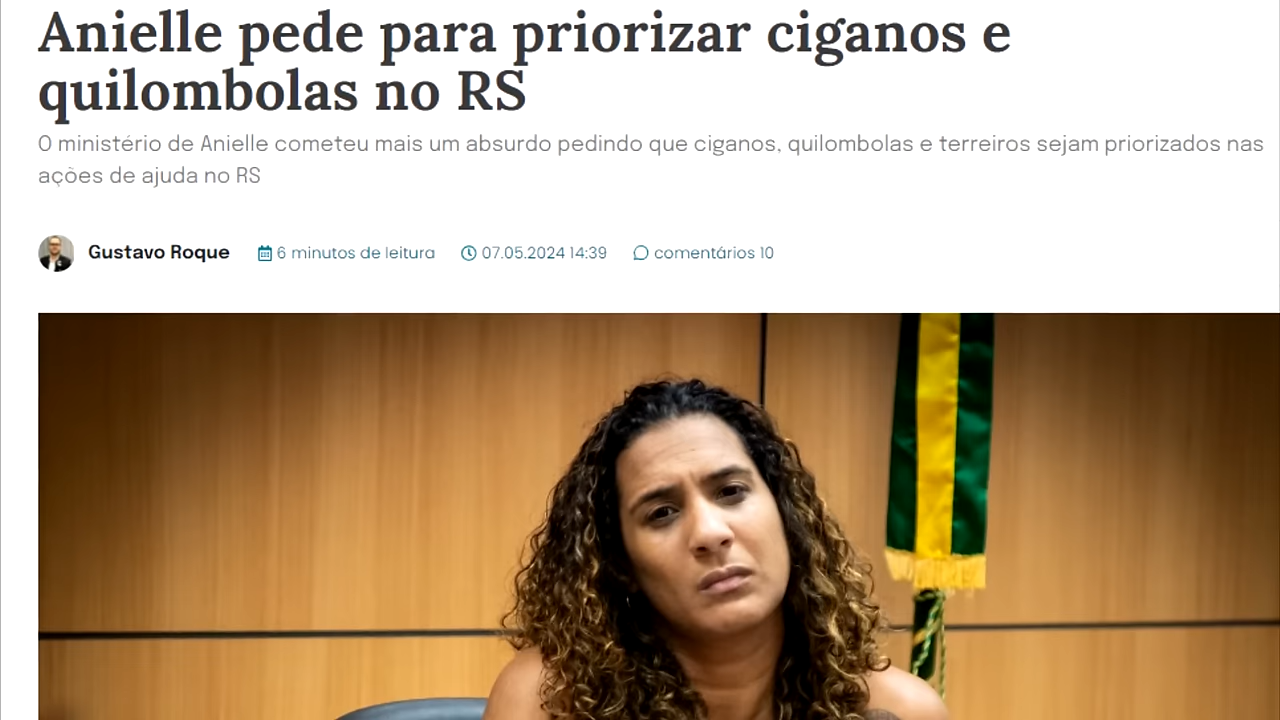 Anielle pede para priorizar ciganos e
quilombolas no RS
O ministério de Anielle cometeu mais um absurdo pedindo que ciganos, quilombolas e terreiros sejam priorizados nas
ações de ajuda no RS
Gustavo Roque 6 minutos de leitura 07.05.2024 14:39 comentários 10